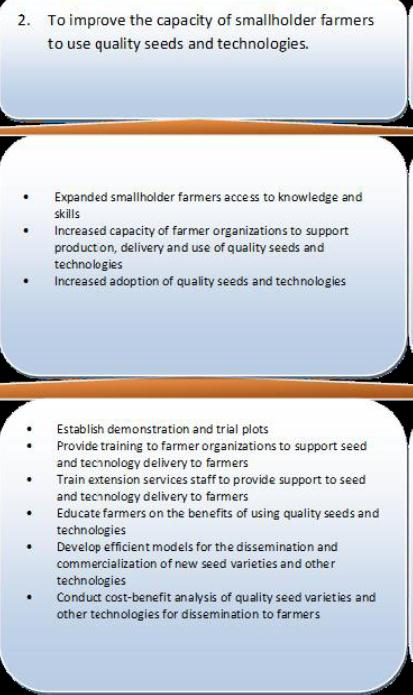 2. To improve the capacity of smallholder farmers
to use quality seeds and technologies.
• Expanded smallholder farmers access to knowledge and
skills
• Increased capacity of farmer organizations to support
production, delivery and use of quality seeds and
technologies
• Increased adoption of quality seeds and technologies
• Establish demonstration and trial plots
• Provide training to farmer organizations to support seed
and technology delivery to farmers
• Train extension services staff to provide support to seed
and technology delivery to farmers
• Educate farmers on the benefits of using quality seeds and
technologies
• Develop efficient models for the dissemination and
commercialization of new seed varieties and other
technologies
• Conduct cost-benefit analysis of quality seed varieties and
other technologies for dissemination to farmers